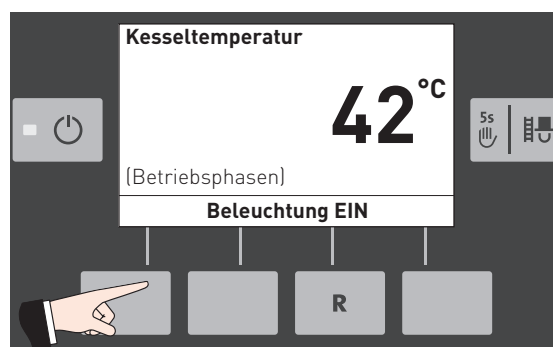 Kesseltemperatur
42 °C
(Betriebsphasen)
Beleuchtung EIN
5s
R